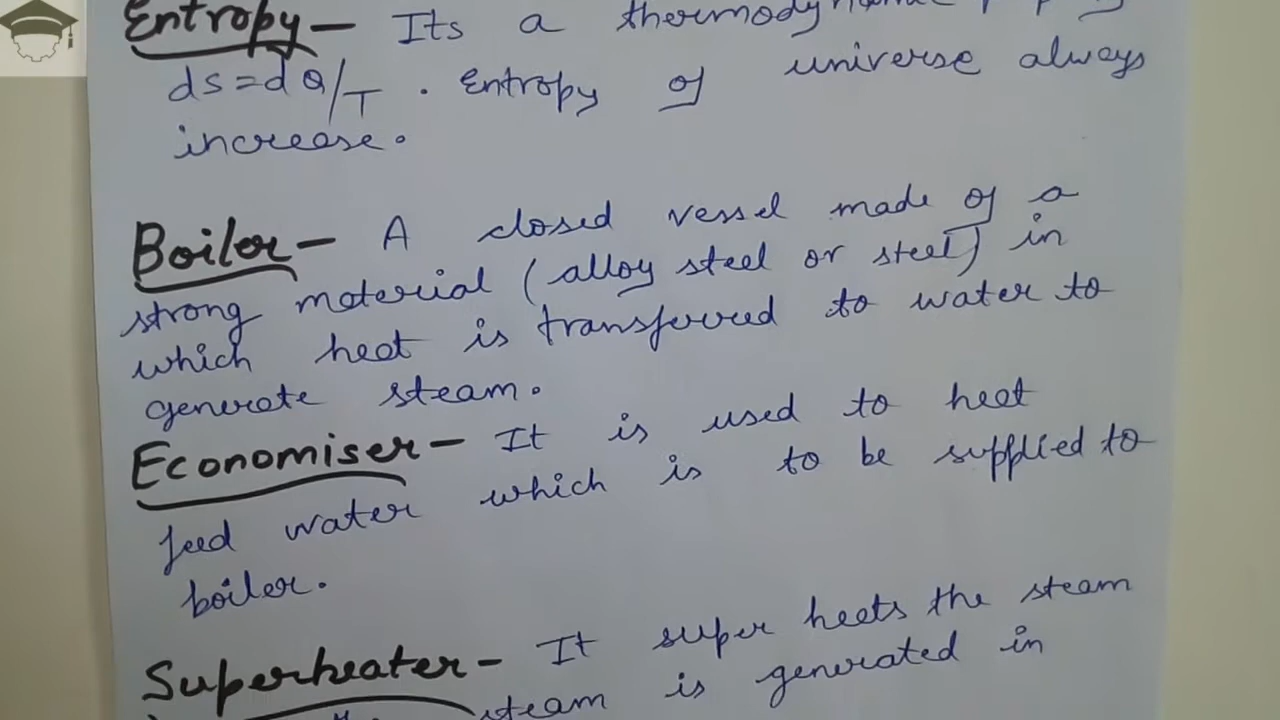 Entropy — Its a
ds = dQ/T . Entropy of universe always
increase.
Boiler — A closed vessel made of a
strong material (alloy steel or steel) in
which heat is transferred to water to
generate steam.
Economiser — It is used to heat
feed water which is to be supplied to
boiler.
Superheater - It super heats the steam
steam is generated in